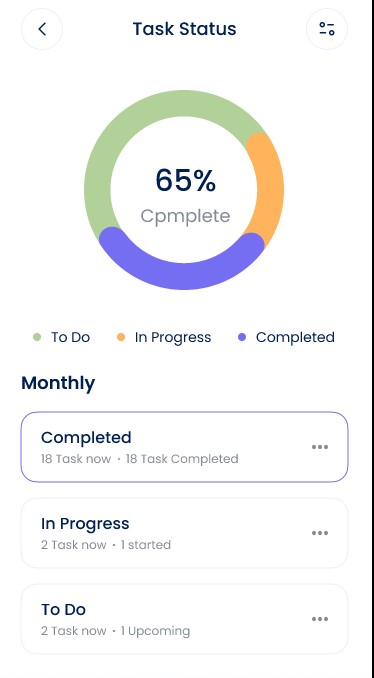 Task Status
65%
Cpmplete
To Do
In Progress
Completed
Monthly
Completed
18 Task now • 18 Task Completed
In Progress
2 Task now • 1 started
To Do
2 Task now • 1 Upcoming